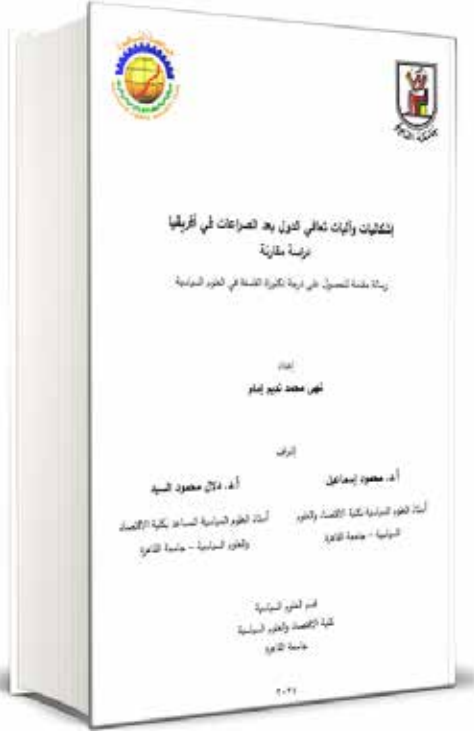 جامعة القاهرة
إشكاليات وآليات تعافي الدول بعد الصراعات في أفريقيا
دراسة مقارنة
رسالة مقدمة للحصول على درجة دكتوراة الفلسفة في العلوم السياسية
إعداد
نهى محمد نديم إمام
إشراف
أ.د. محمود إسماعيل
أستاذ العلوم السياسية بكلية الاقتصاد والعلوم
السياسية – جامعة القاهرة
أ.د. دلال محمود السيد
أستاذ العلوم السياسية المساعد بكلية الاقتصاد
والعلوم السياسية – جامعة القاهرة
قسم العلوم السياسية
كلية الاقتصاد والعلوم السياسية
جامعة القاهرة